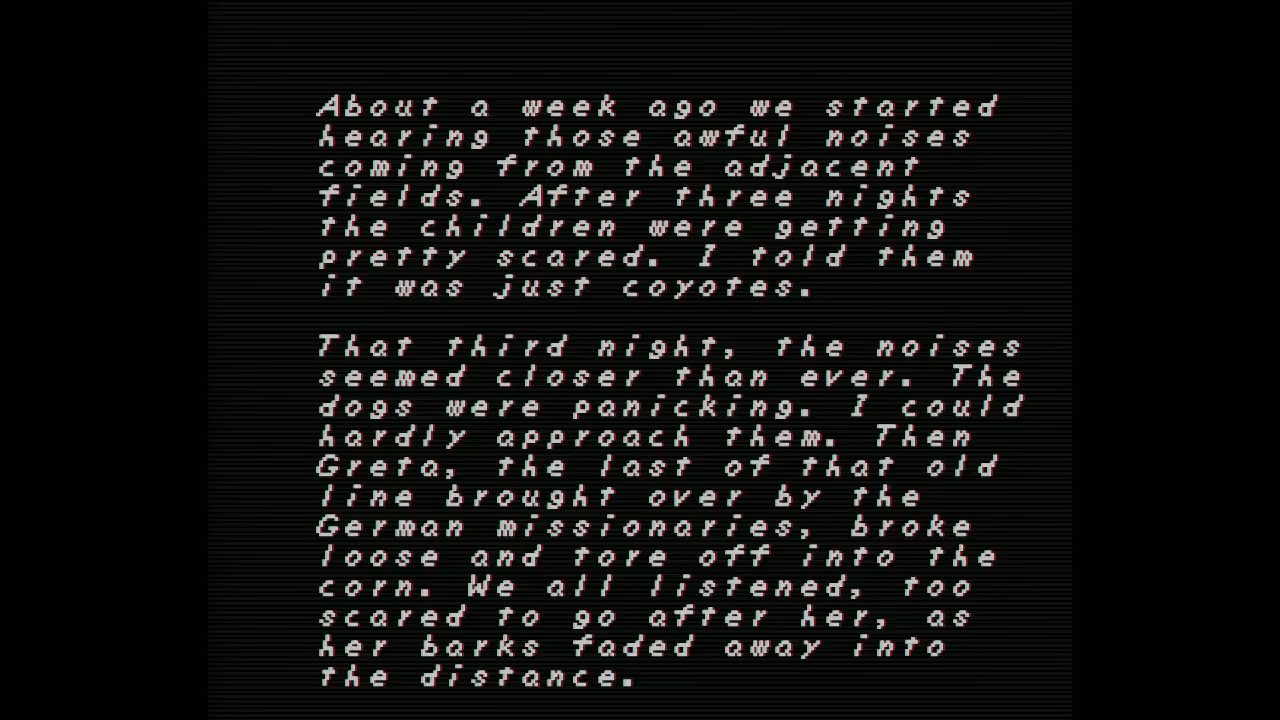 About a week ago we started
hearing those awful noises
coming from the adjacent
fields. After three nights
the children were getting
pretty scared. I told them
it was just coyotes.

That third night, the noises
seemed closer than ever. The
dogs were panicking. I could
hardly approach them. Then
Greta, the last of that old
line brought over by the
German missionaries, broke
loose and tore off into the
corn. We all listened, too
scared to go after her, as
her barks faded away into
the distance.